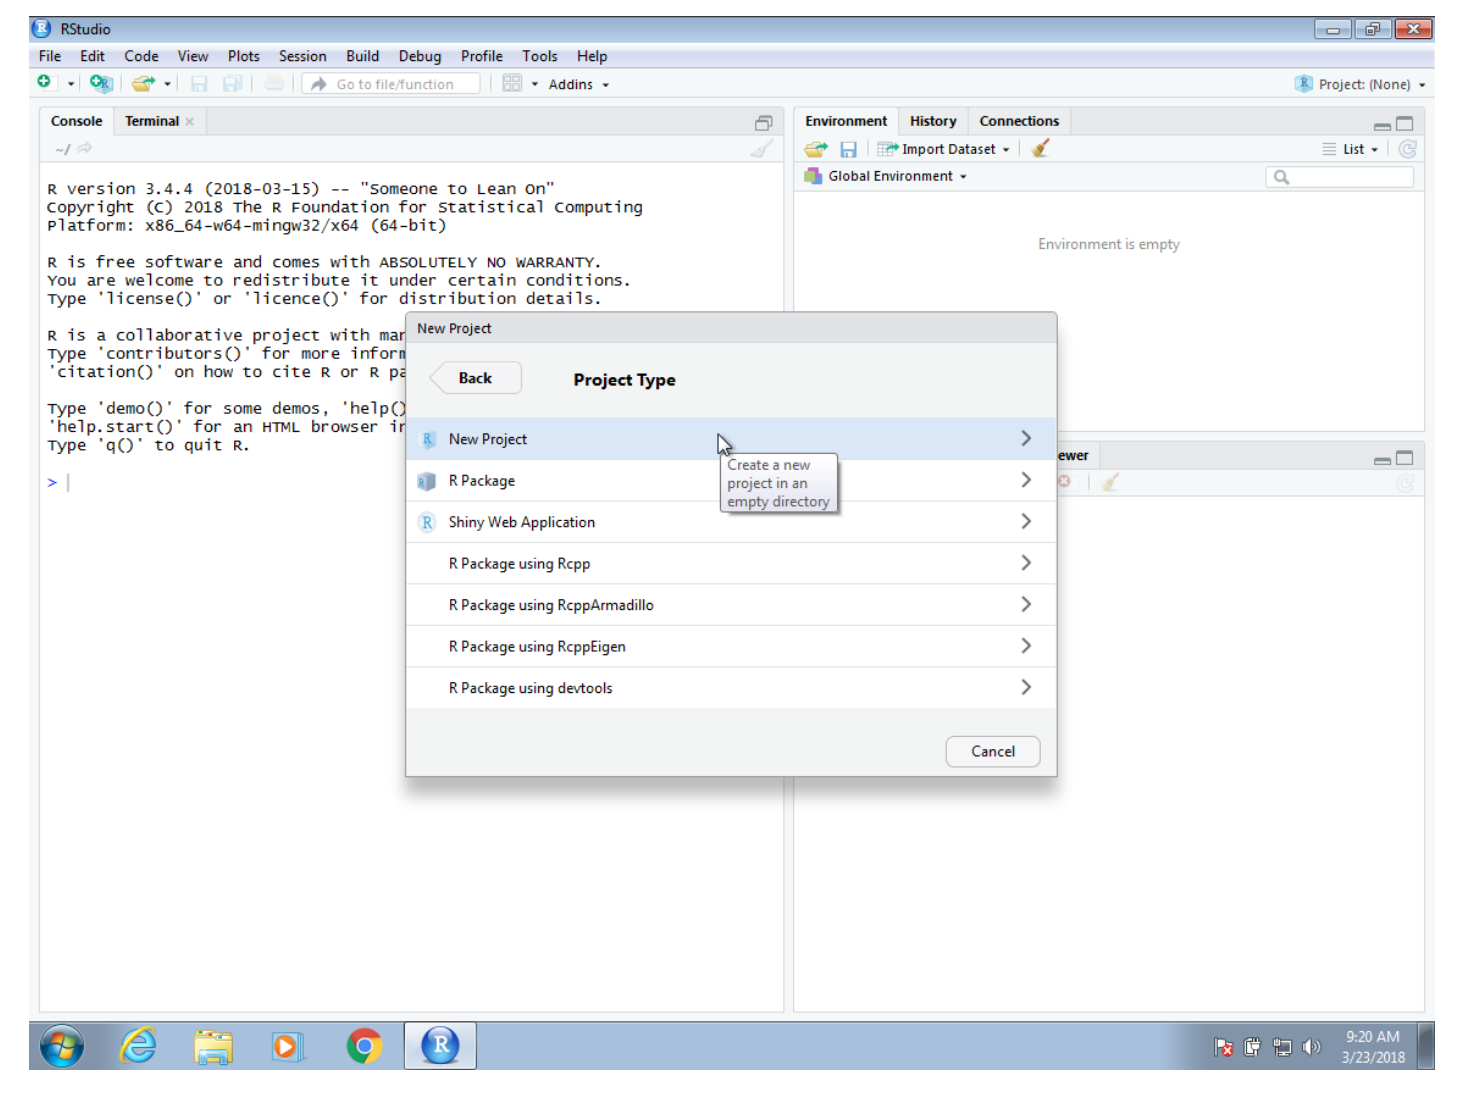 RStudio
File Edit Code View Plots Session Build Debug Profile Tools Help
Go to file/function Addins Project: (None)
Console Terminal
~/
R version 3.4.4 (2018-03-15) -- "Someone to Lean On"
Copyright (C) 2018 The R Foundation for Statistical Computing
Platform: x86_64-w64-mingw32/x64 (64-bit)
R is free software and comes with ABSOLUTELY NO WARRANTY.
You are welcome to redistribute it under certain conditions.
Type 'license()' or 'licence()' for distribution details.
R is a collaborative project with
Type 'contributors()' for more
'citation()' on how to cite R or R
Type 'demo()' for some demos, 'help()
'help.start()' for an HTML browser
Type 'q()' to quit R.
>
Environment History Connections
Import Dataset List
Global Environment
Environment is empty
New Project
Back Project Type
New Project
Create a new
project in an
empty directory
R Package
Shiny Web Application
R Package using Rcpp
R Package using RcppArmadillo
R Package using RcppEigen
R Package using devtools
Cancel
9:20 AM
3/23/2018